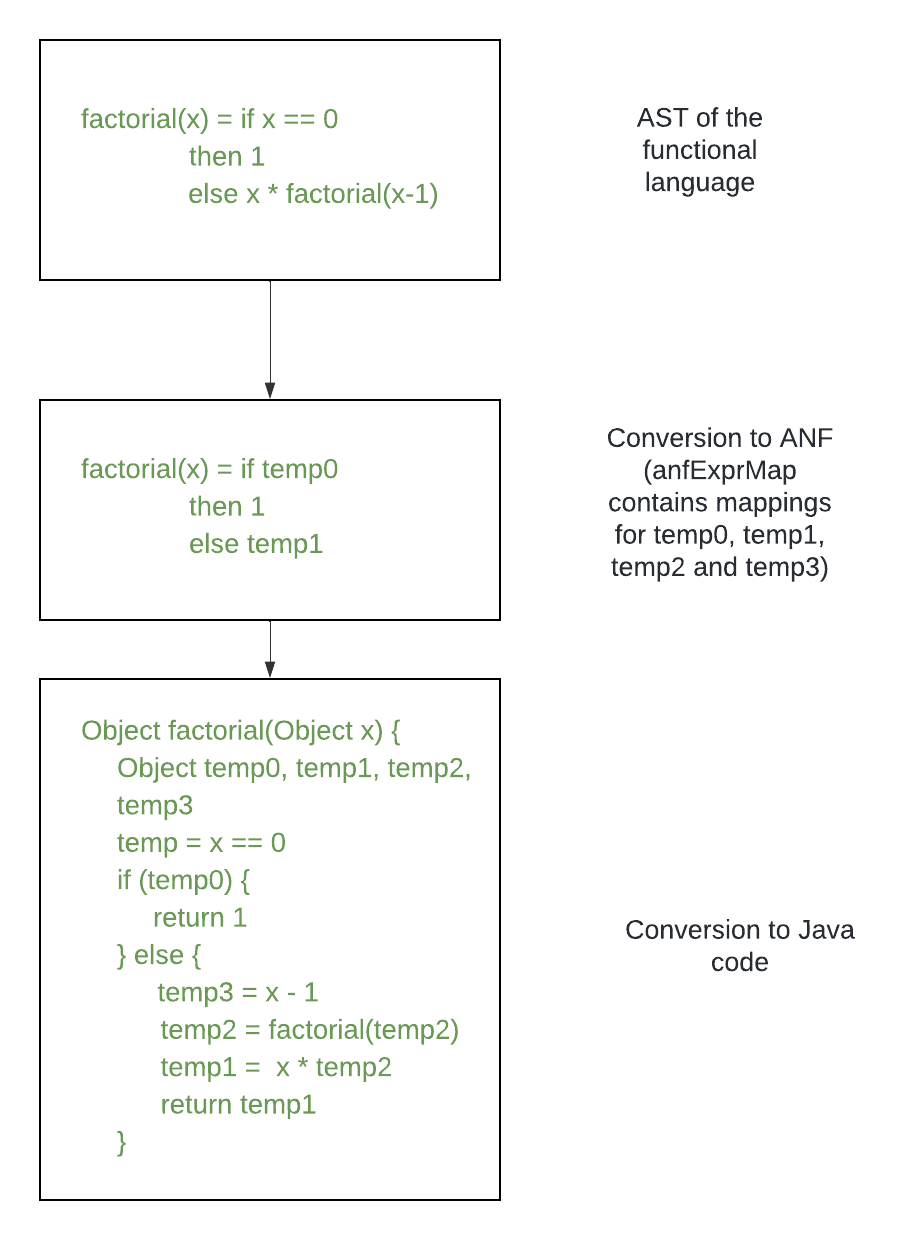 factorial(x) = if x == 0
then 1
else x * factorial(x-1)
AST of the
functional
language
factorial(x) = if temp0
then 1
else temp1
Conversion to ANF
(anfExprMap
contains mappings
for temp0, temp1,
temp2 and temp3)
Object factorial(Object x) {
Object temp0, temp1, temp2,
temp3
temp = x == 0
if (temp0) {
return 1
} else {
temp3 = x - 1
temp2 = factorial(temp2)
temp1 =  x * temp2
return temp1
}
Conversion to Java
code